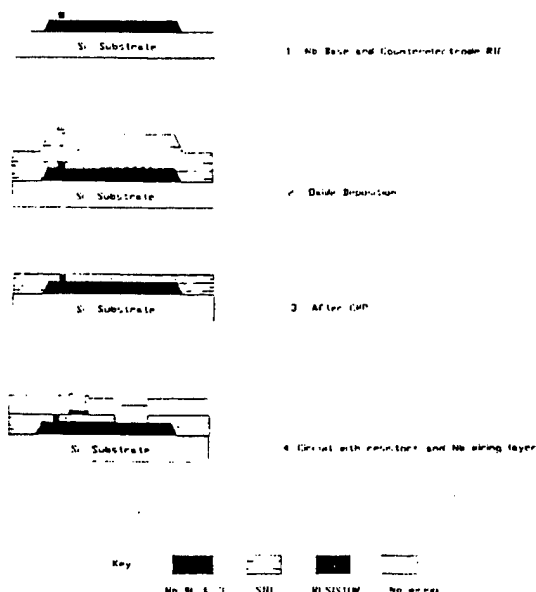 Si Substrate
1 Nb Base and Counterelectrode RIE
Si Substrate
2 Oxide Deposition
Si Substrate
3 After CMP
Si Substrate
4 Circuit with resistors and Nb wiring layer
Key
Nb
RESISTOR